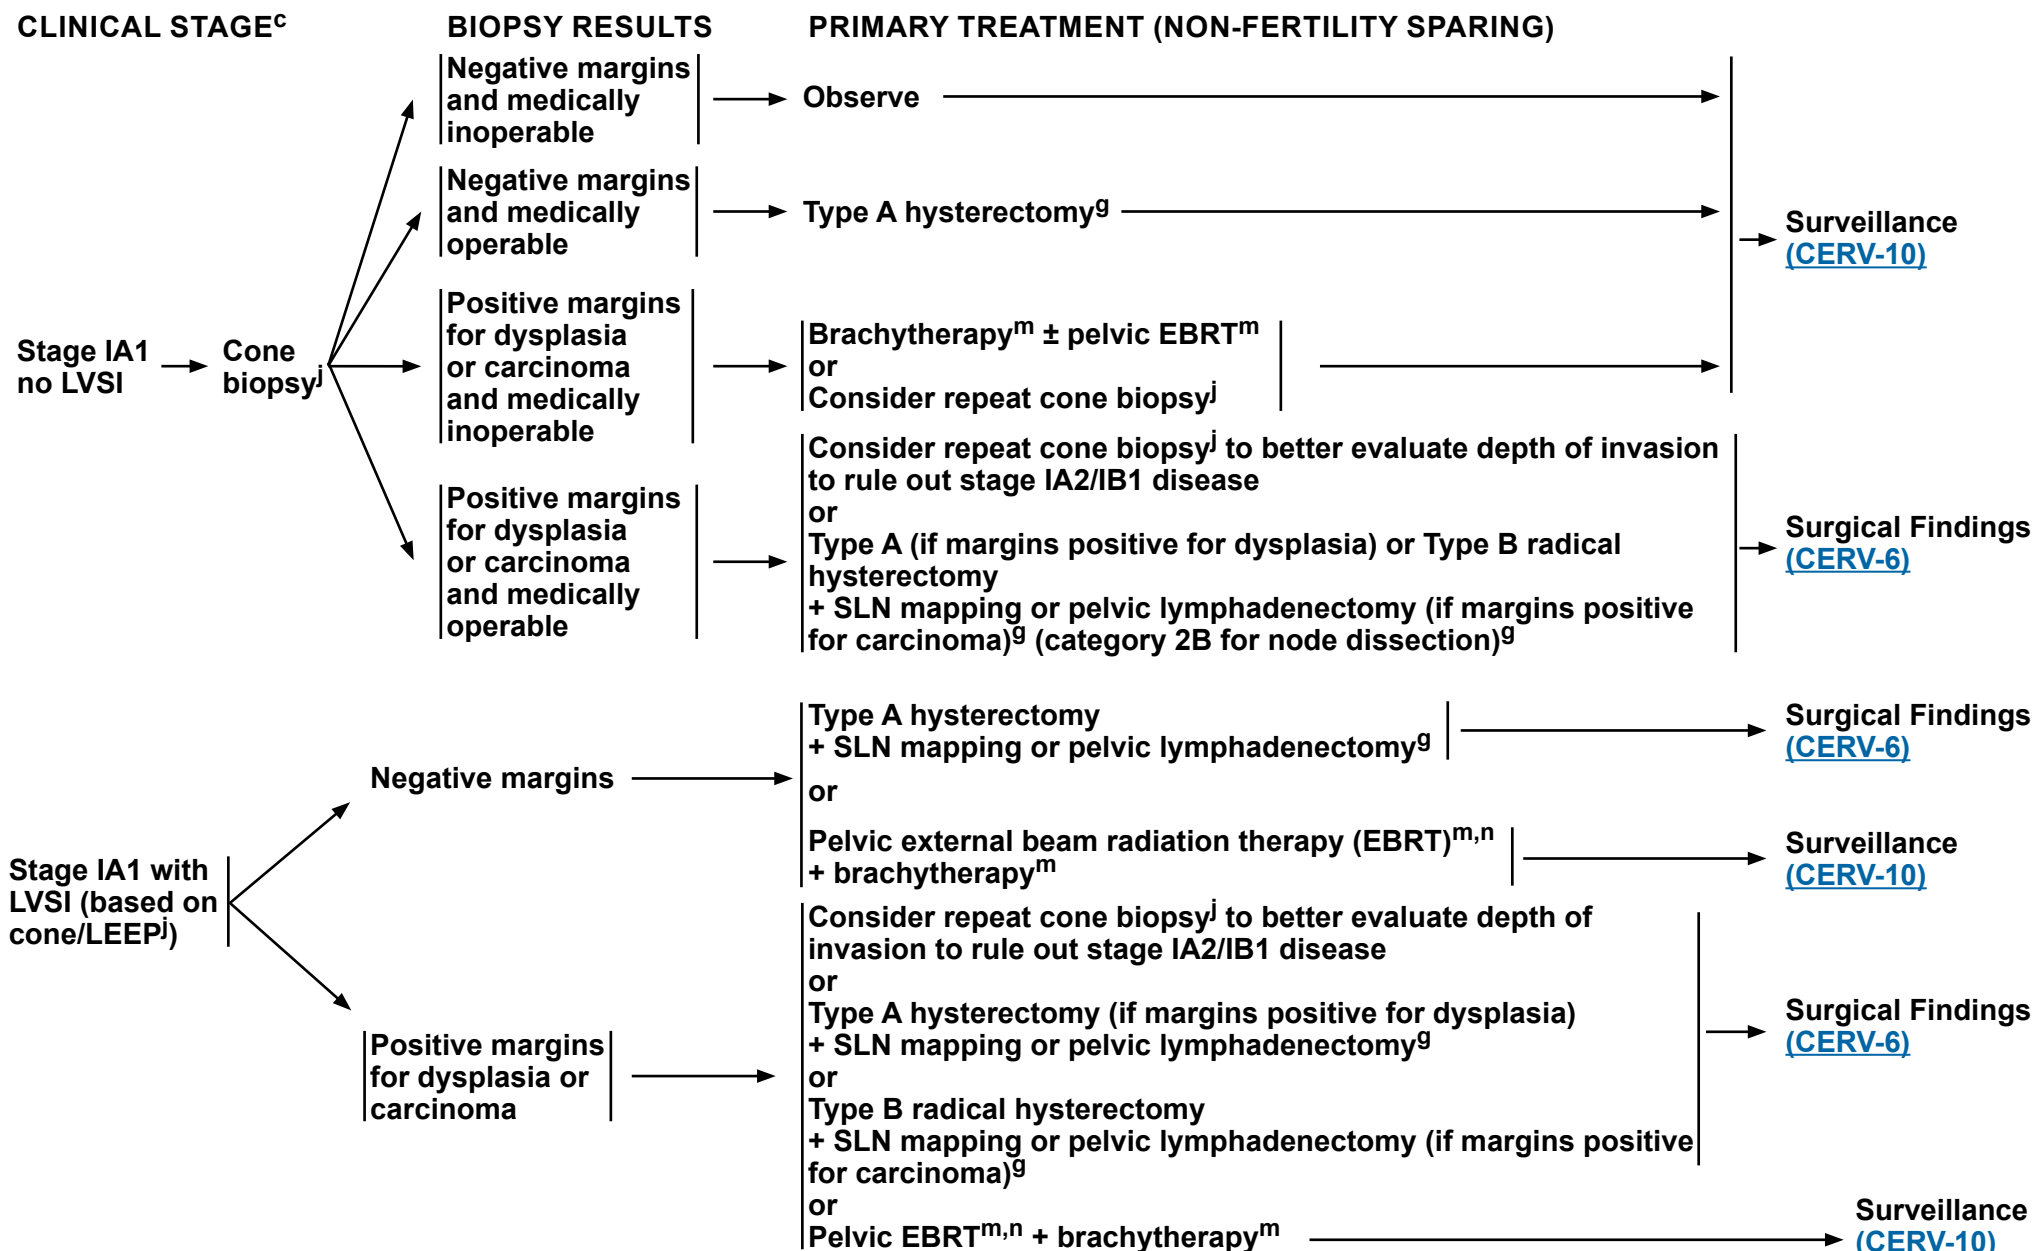 CLINICAL STAGEc
BIOPSY RESULTS
PRIMARY TREATMENT (NON-FERTILITY SPARING)
Stage IA1
no LVSI
Cone
biopsyj
Negative margins
and medically
inoperable
Observe
Negative margins
and medically
operable
Type A hysterectomyg
Positive margins
for dysplasia
or carcinoma
and medically
inoperable
Brachytherapym ± pelvic EBRTm
or
Consider repeat cone biopsyj
Surveillance
(CERV-10)
Positive margins
for dysplasia
or carcinoma
and medically
operable
Consider repeat cone biopsyj to better evaluate depth of invasion
to rule out stage IA2/IB1 disease
or
Type A (if margins positive for dysplasia) or Type B radical
hysterectomy
+ SLN mapping or pelvic lymphadenectomy (if margins positive
for carcinoma)g (category 2B for node dissection)g
Surgical Findings
(CERV-6)
Stage IA1 with
LVSI (based on
cone/LEEPj)
Negative margins
Type A hysterectomy
+ SLN mapping or pelvic lymphadenectomyg
Surgical Findings
(CERV-6)
or
Pelvic external beam radiation therapy (EBRT)m,n
+ brachytherapym
Surveillance
(CERV-10)
Positive margins
for dysplasia or
carcinoma
Consider repeat cone biopsyj to better evaluate depth of
invasion to rule out stage IA2/IB1 disease
or
Type A hysterectomy (if margins positive for dysplasia)
+ SLN mapping or pelvic lymphadenectomyg
or
Type B radical hysterectomy
+ SLN mapping or pelvic lymphadenectomy (if margins positive
for carcinoma)g
Surgical Findings
(CERV-6)
or
Pelvic EBRTm,n + brachytherapym
Surveillance
(CERV-10)